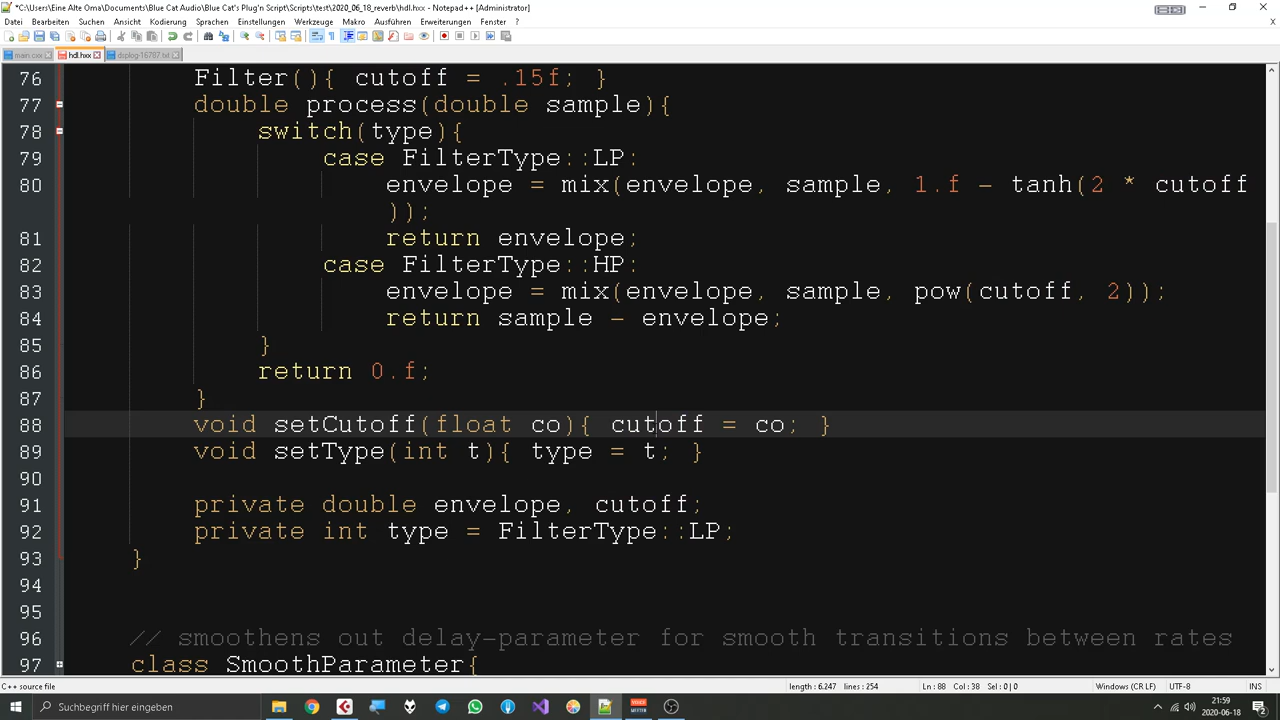 *C:\Users\Eine Alte Oma\Documents\Blue Cat Audio\Blue Cat's Plug'n Script\Scripts\test\2020_06_18_reverb\hdl.hxx - Notepad++ [Administrator]
Datei Bearbeiten Suchen Ansicht Kodierung Sprachen Einstellungen Werkzeuge Makro Ausführen Erweiterungen Fenster ?
main.cxx hdl.hxx dsplog-16787.txt
76 Filter(){ cutoff = .15f; }
77 double process(double sample){
78 switch(type){
79 case FilterType::LP:
80 envelope = mix(envelope, sample, 1.f - tanh(2 * cutoff
));
81 return envelope;
82 case FilterType::HP:
83 envelope = mix(envelope, sample, pow(cutoff, 2));
84 return sample - envelope;
85 }
86 return 0.f;
87 }
88 void setCutoff(float co){ cutoff = co; }
89 void setType(int t){ type = t; }
90
91 private double envelope, cutoff;
92 private int type = FilterType::LP;
93 }
94
95
96 // smoothens out delay-parameter for smooth transitions between rates
97 class SmoothParameter{
C++ source file length : 6.247 lines : 254 Ln : 88 Col : 38 Sel : 0 | 0 Windows (CR LF) UTF-8 INS
Suchbegriff hier eingeben 21:59
2020-06-18